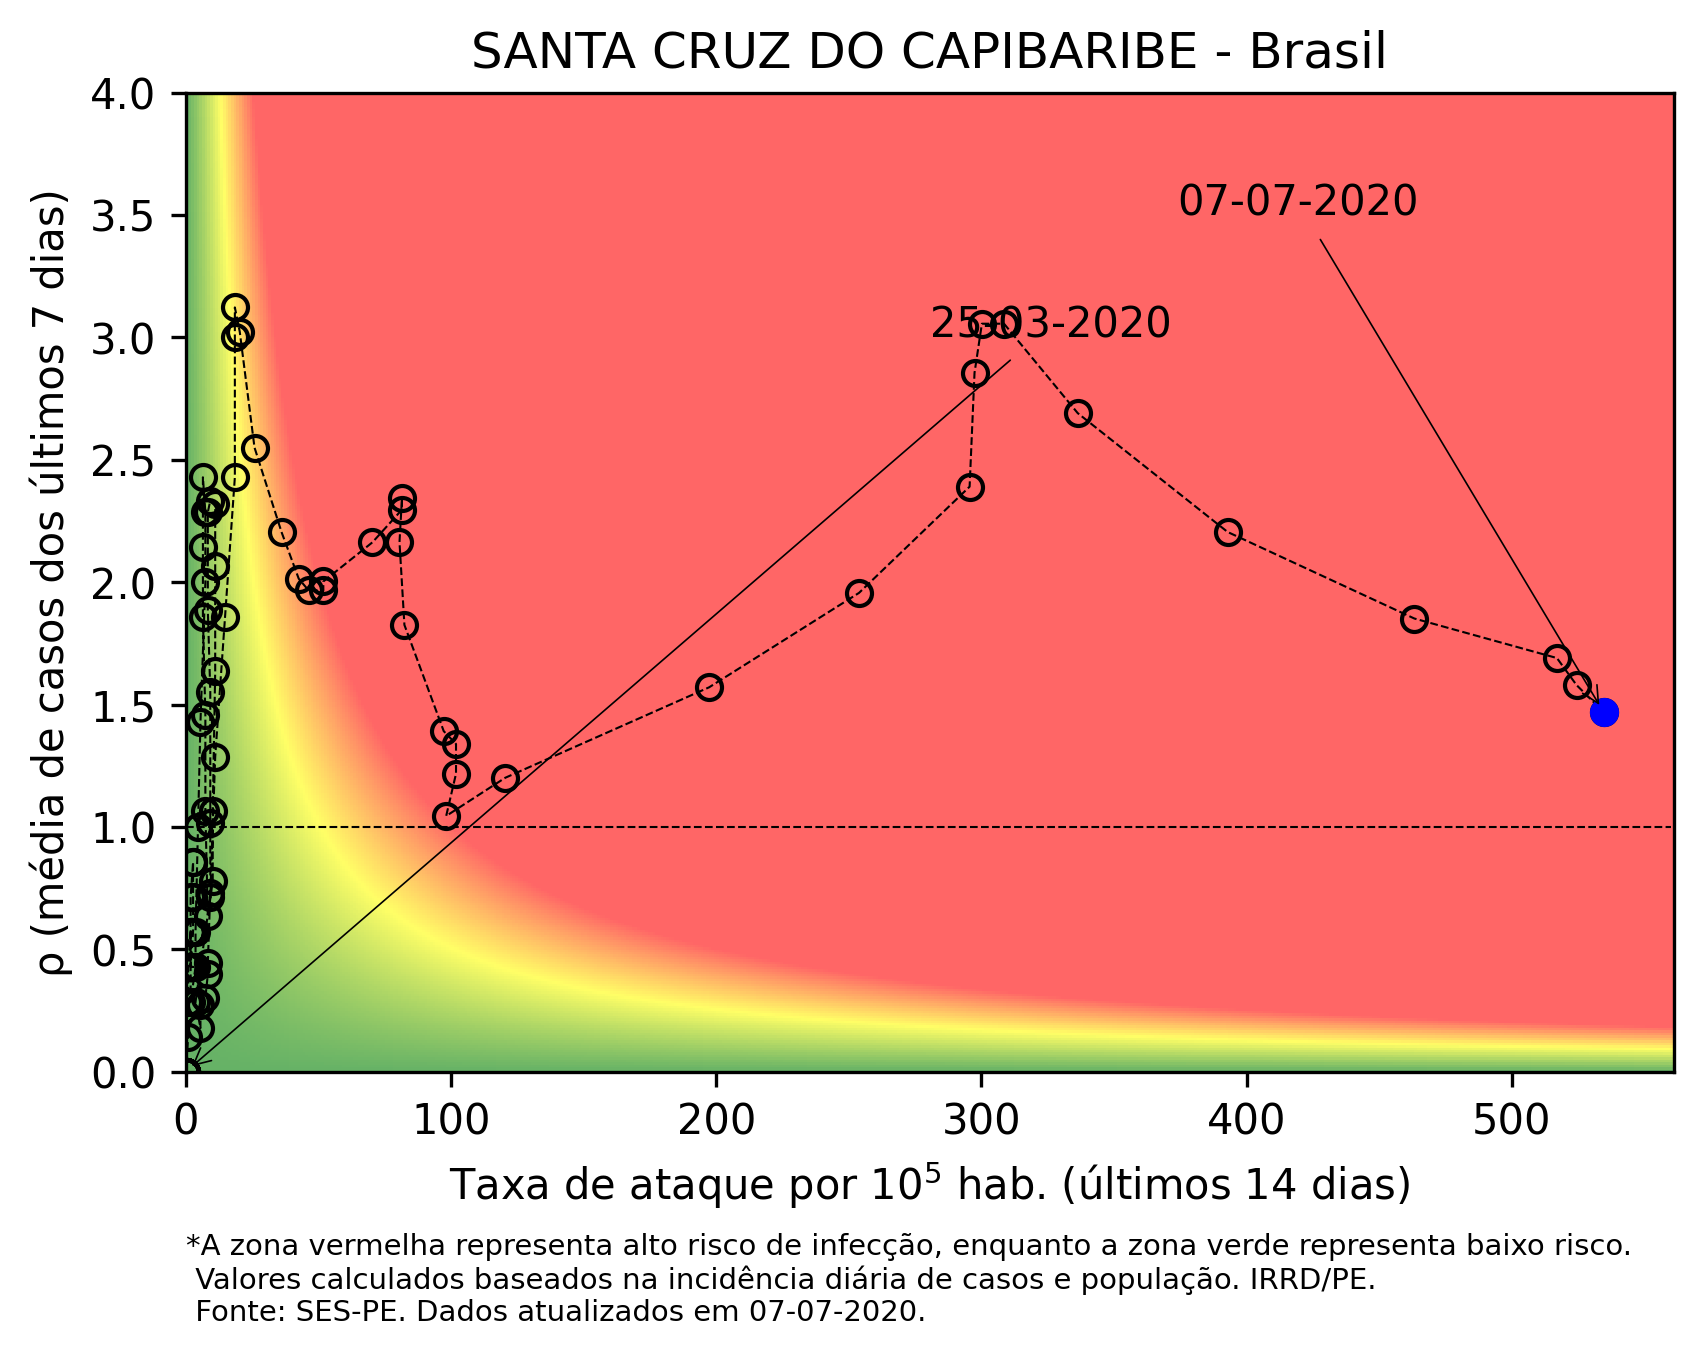 SANTA CRUZ DO CAPIBARIBE - Brasil
4.0
3.5
3.0
2.5
2.0
1.5
1.0
0.5
0.0
ρ (média de casos dos últimos 7 dias)
07-07-2020
25-03-2020
0 100 200 300 400 500
Taxa de ataque por 10⁵ hab. (últimos 14 dias)
*A zona vermelha representa alto risco de infecção, enquanto a zona verde representa baixo risco.
Valores calculados baseados na incidência diária de casos e população. IRRD/PE.
Fonte: SES-PE. Dados atualizados em 07-07-2020.